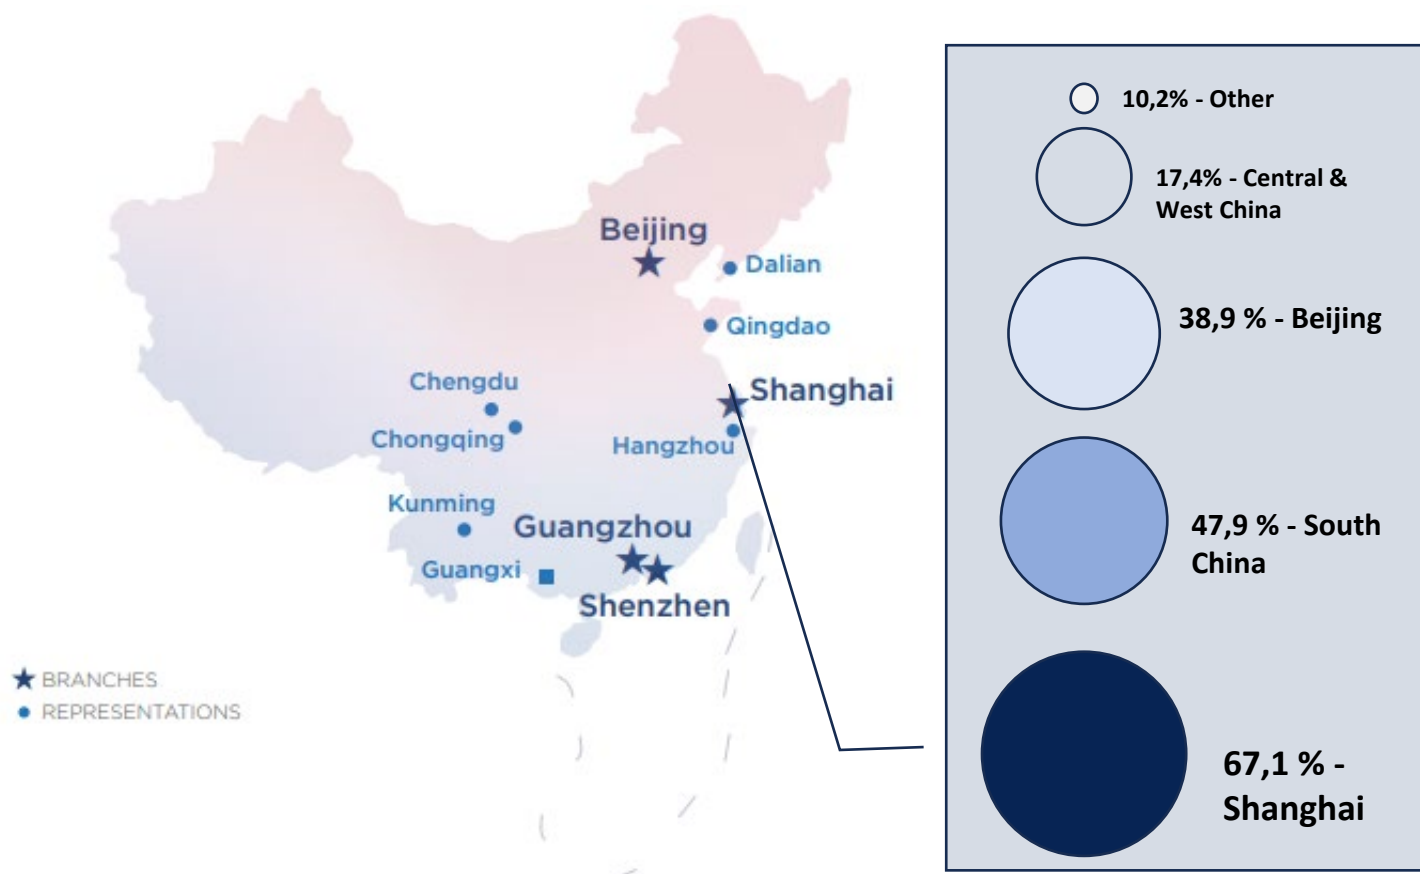 Beijing
Dalian
Qingdao
Chengdu
Shanghai
Chongqing
Hangzhou
Kunming
Guangzhou
Guangxi
Shenzhen
BRANCHES
REPRESENTATIONS
10,2% - Other
17,4% - Central &
West China
38,9 % - Beijing
47,9 % - South
China
67,1 % -
Shanghai